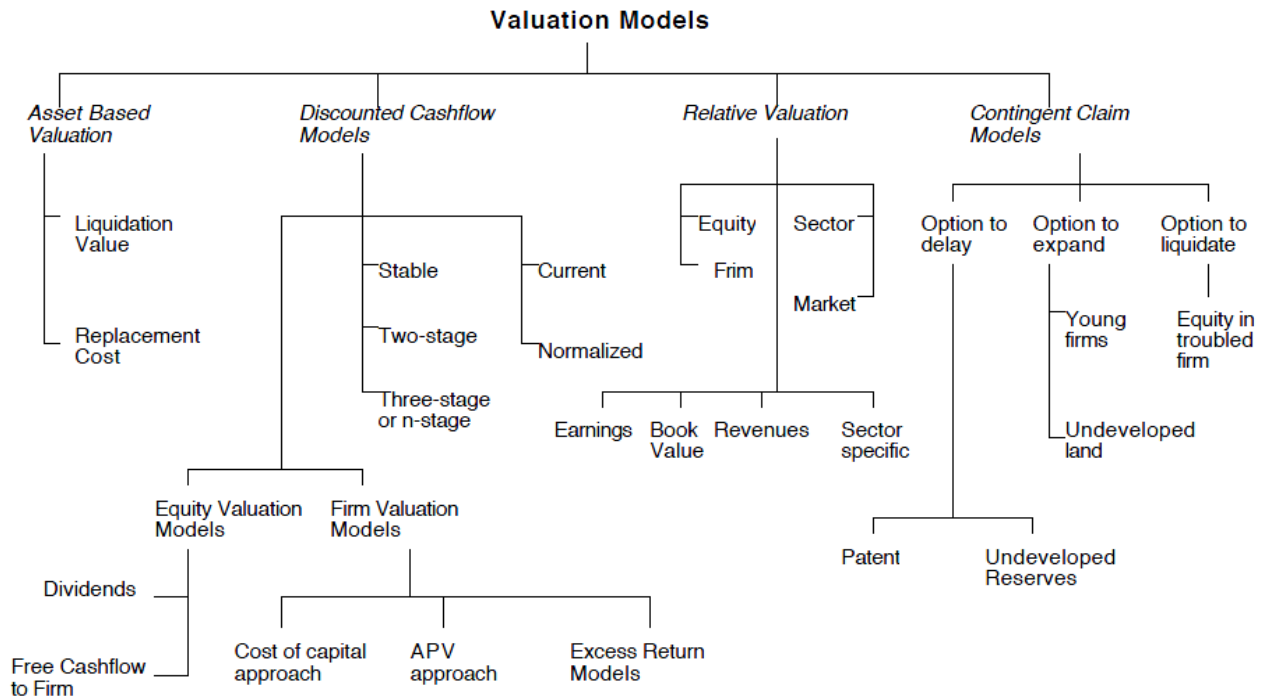 Valuation Models
Asset Based
Valuation
Discounted Cashflow
Models
Relative Valuation
Contingent Claim
Models
Liquidation
Value
Replacement
Cost
Stable
Two-stage
Three-stage
or n-stage
Current
Normalized
Equity
Frim
Sector
Market
Option to
delay
Option to
expand
Option to
liquidate
Young
firms
Equity in
troubled
firm
Undeveloped
land
Earnings
Book
Value
Revenues
Sector
specific
Equity Valuation
Models
Firm Valuation
Models
Patent
Undeveloped
Reserves
Dividends
Free Cashflow
to Firm
Cost of capital
approach
APV
approach
Excess Return
Models